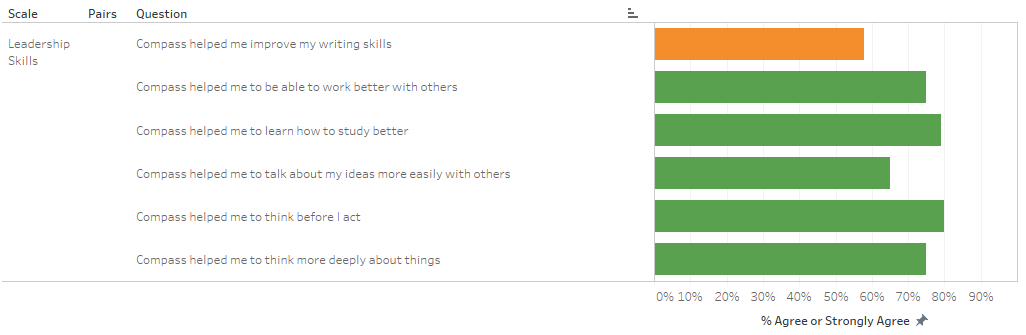 Scale Pairs Question
Leadership Skills
Compass helped me improve my writing skills
Compass helped me to be able to work better with others
Compass helped me to learn how to study better
Compass helped me to talk about my ideas more easily with others
Compass helped me to think before I act
Compass helped me to think more deeply about things
0% 10% 20% 30% 40% 50% 60% 70% 80% 90%
% Agree or Strongly Agree